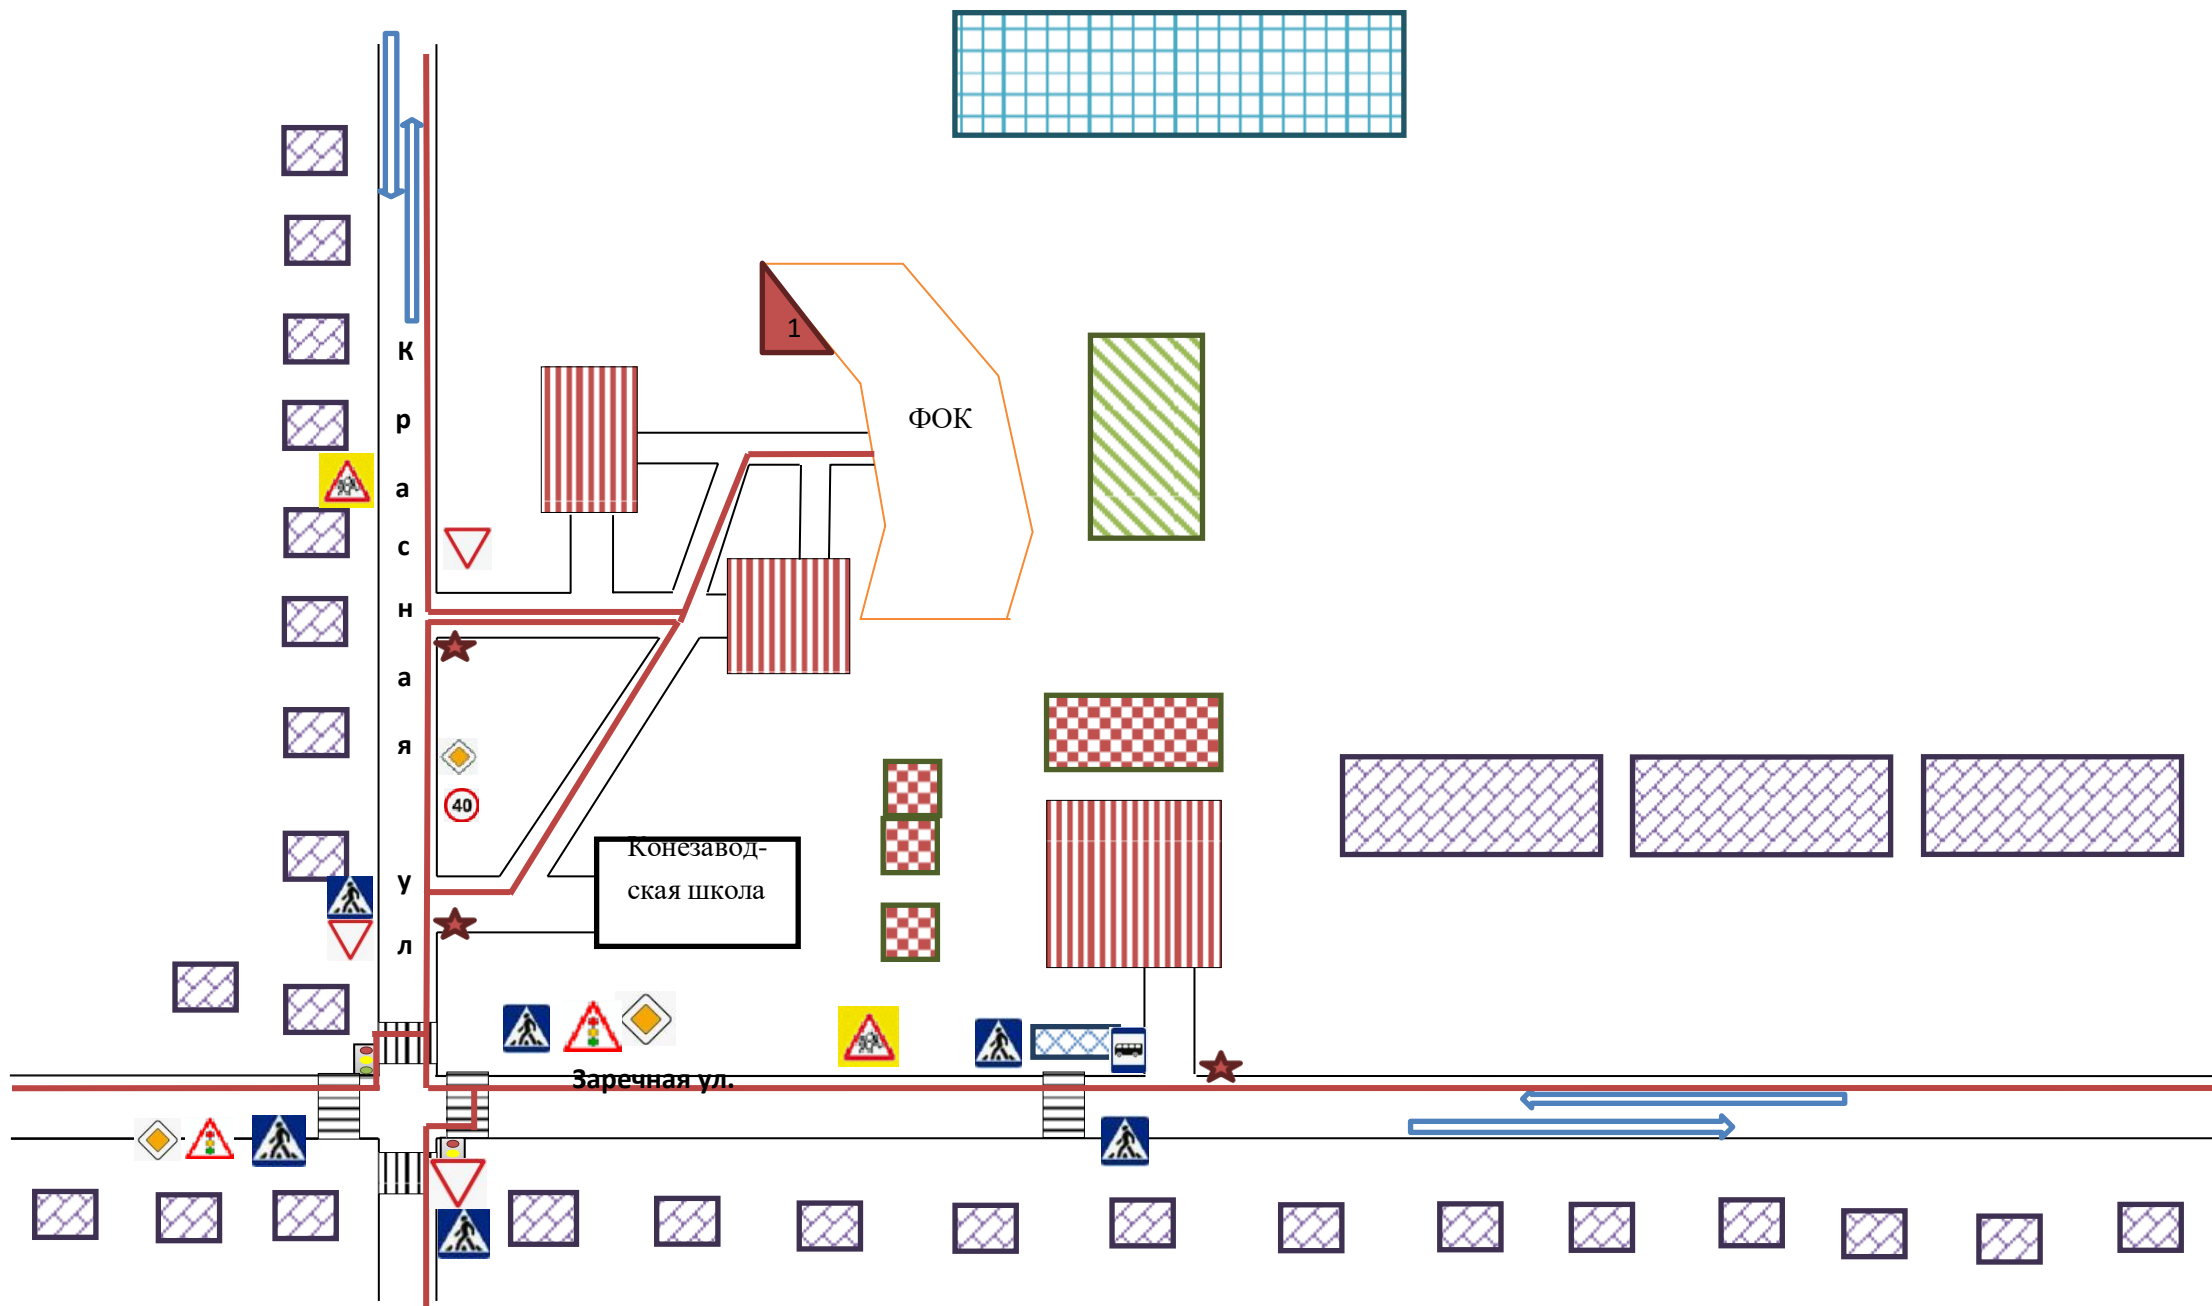 1
ФОК
К
р
а
с
н
а
я
у
л
40
Конезавод-
ская школа
Заречная ул.